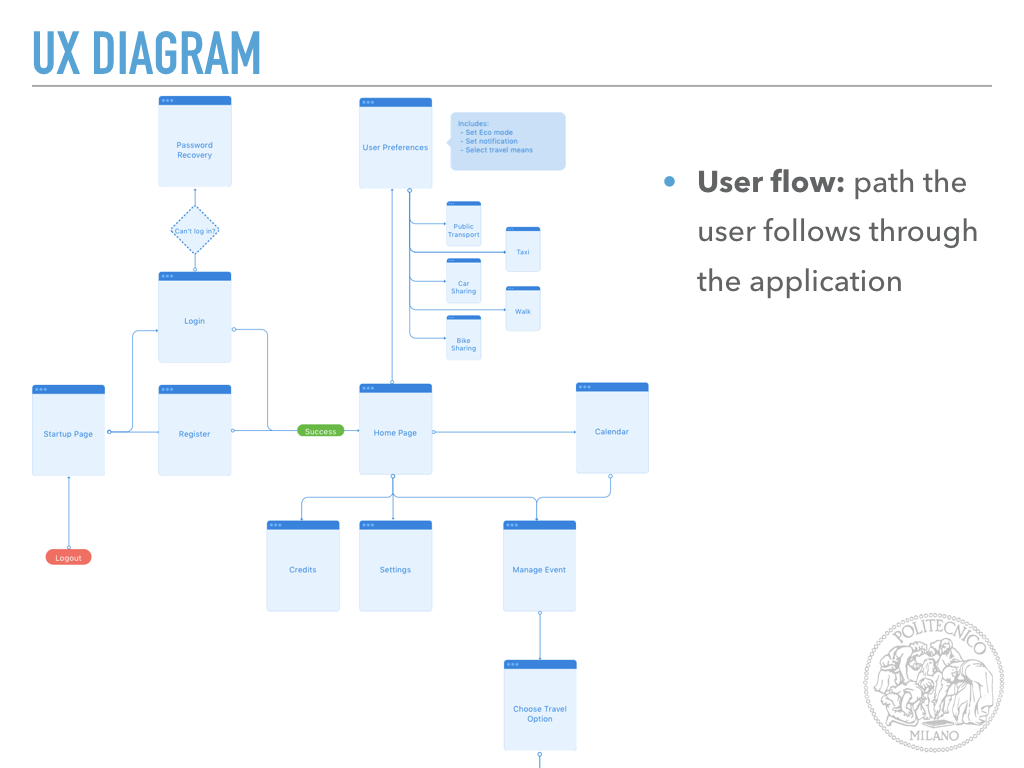 UX DIAGRAM
Password
Recovery
User Preferences
Includes:
- Set Eco mode
- Set notification
- Select travel means
User flow: path the
user follows through
the application
Can't log in?
Public
Transport
Taxi
Car
Sharing
Walk
Bike
Sharing
Login
Startup Page
Register
Success
Home Page
Calendar
Logout
Credits
Settings
Manage Event
Choose Travel
Option
POLITECNICO
MILANO